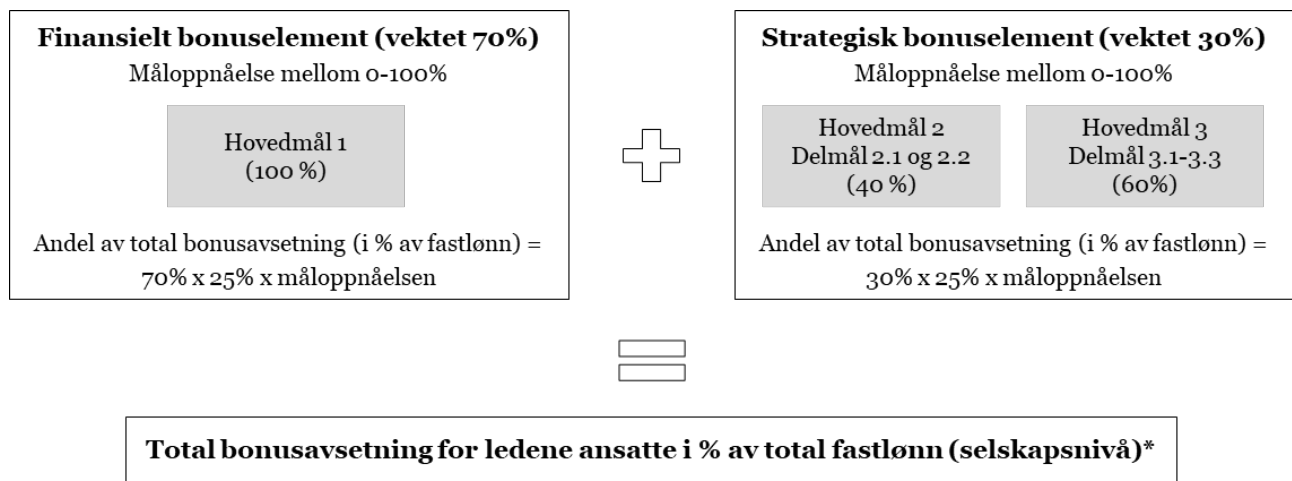 Finansielt bonuselement (vektet 70%)
Måloppnåelse mellom 0-100%
Hovedmål 1
(100 %)
Andel av total bonusavsetning (i % av fastlønn) =
70% x 25% x måloppnåelsen
Strategisk bonuselement (vektet 30%)
Måloppnåelse mellom 0-100%
Hovedmål 2
Delmål 2.1 og 2.2
(40 %)
Hovedmål 3
Delmål 3.1-3.3
(60%)
Andel av total bonusavsetning (i % av fastlønn) =
30% x 25% x måloppnåelsen
Total bonusavsetning for ledene ansatte i % av total fastlønn (selskapsnivå)*